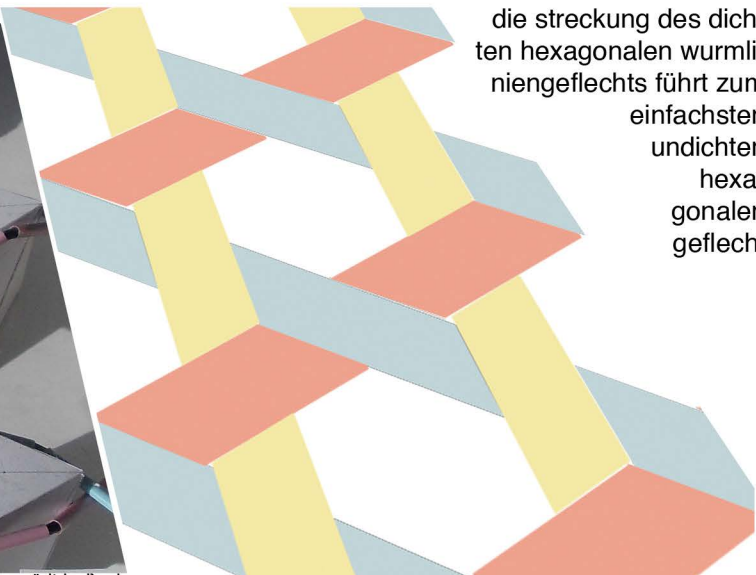 die streckung des dich
ten hexagonalen wurmli
niengeflechts führt zum
einfachsten
undichten
hexa
gonalen
geflech